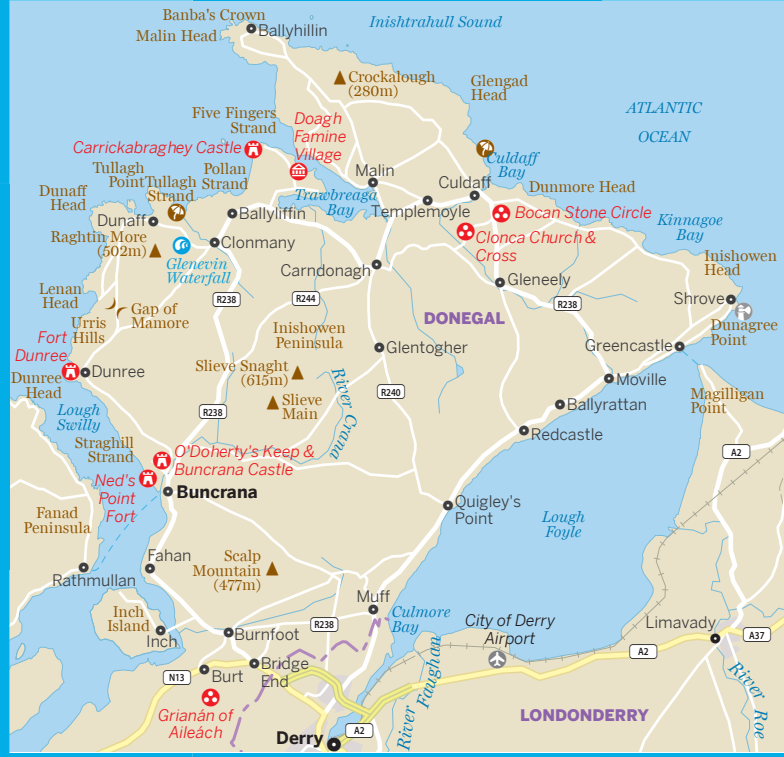 Banba's Crown
Malin Head
Ballyhillin
Inishtrahull Sound
Crockalough
(280m)
Glengad
Head
ATLANTIC
OCEAN
Five Fingers
Strand
Doagh
Famine
Village
Carrickabraghey Castle
Culdaff
Bay
Tullagh
Point
Tullagh
Strand
Pollan
Strand
Malin
Culdaff
Dunmore Head
Dunaff
Head
Trawbreaga
Bay
Templemoyle
Bocan Stone Circle
Kinnagoe
Bay
Dunaff
Ballyliffin
Clonca Church &
Cross
Raghtin More
(502m)
Clonmany
Glenevin
Waterfall
Carndonagh
Gleneely
Inishowen
Head
Lenan
Head
R238
R244
R238
Shrove
Gap of
Mamore
Urris
Hills
DONEGAL
Dunagree
Point
Fort
Dunree
Inishowen
Peninsula
Glentogher
Greencastle
Dunree
Slieve Snaght
(615m)
Moville
Dunree
Head
River Crana
R240
Magilligan
Point
Slieve
Main
Ballyrattan
Lough
Swilly
R238
Redcastle
Straghill
Strand
O'Doherty's Keep &
Buncrana Castle
A2
Ned's
Point
Fort
Buncrana
Quigley's
Point
Lough
Foyle
Fanad
Peninsula
Fahan
Scalp
Mountain
(477m)
Rathmullan
Muff
Inch
Island
Culmore
Bay
City of Derry
Airport
Limavady
R238
Inch
Burnfoot
A37
A2
Bridge
End
Burt
N13
River Faughan
River Roe
Grianán of
Aileách
LONDONDERRY
A2
Derry